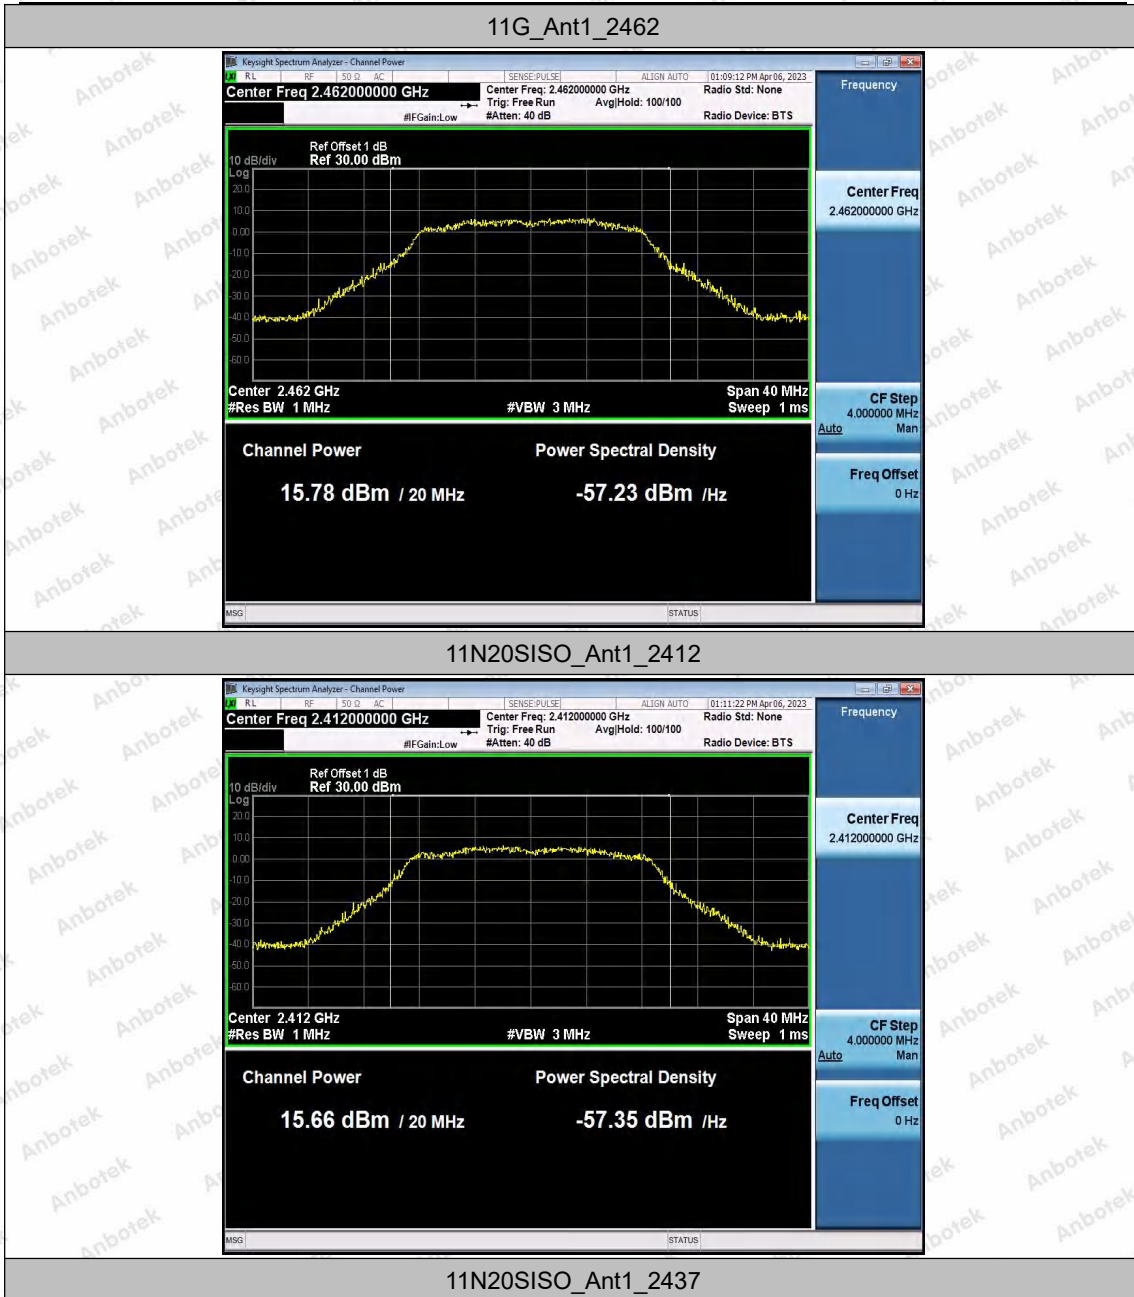 11G_Ant1_2462
Keysight Spectrum Analyzer - Channel Power
LXI RL RF 50 Ω AC SENSE:PULSE ALIGN AUTO 01:09:12 PM Apr 06, 2023
Center Freq 2.462000000 GHz
Center Freq: 2.462000000 GHz
Radio Std: None
Trig: Free Run Avg|Hold: 100/100
#IFGain:Low #Atten: 40 dB Radio Device: BTS
Frequency
Ref Offset 1 dB
10 dB/div Ref 30.00 dBm
Log
20.0
10.0
0.00
-10.0
-20.0
-30.0
-40.0
-50.0
-60.0
Center 2.462 GHz Span 40 MHz
#Res BW 1 MHz #VBW 3 MHz Sweep 1 ms
Center Freq
2.462000000 GHz
CF Step
4.000000 MHz
Auto Man
Freq Offset
0 Hz
Channel Power Power Spectral Density
15.78 dBm / 20 MHz -57.23 dBm /Hz
MSG STATUS
11N20SISO_Ant1_2412
Keysight Spectrum Analyzer - Channel Power
LXI RL RF 50 Ω AC SENSE:PULSE ALIGN AUTO 01:11:22 PM Apr 06, 2023
Center Freq 2.412000000 GHz
Center Freq: 2.412000000 GHz
Radio Std: None
Trig: Free Run Avg|Hold: 100/100
#IFGain:Low #Atten: 40 dB Radio Device: BTS
Frequency
Ref Offset 1 dB
10 dB/div Ref 30.00 dBm
Log
20.0
10.0
0.00
-10.0
-20.0
-30.0
-40.0
-50.0
-60.0
Center 2.412 GHz Span 40 MHz
#Res BW 1 MHz #VBW 3 MHz Sweep 1 ms
Center Freq
2.412000000 GHz
CF Step
4.000000 MHz
Auto Man
Freq Offset
0 Hz
Channel Power Power Spectral Density
15.66 dBm / 20 MHz -57.35 dBm /Hz
MSG STATUS
11N20SISO_Ant1_2437
Anbotek